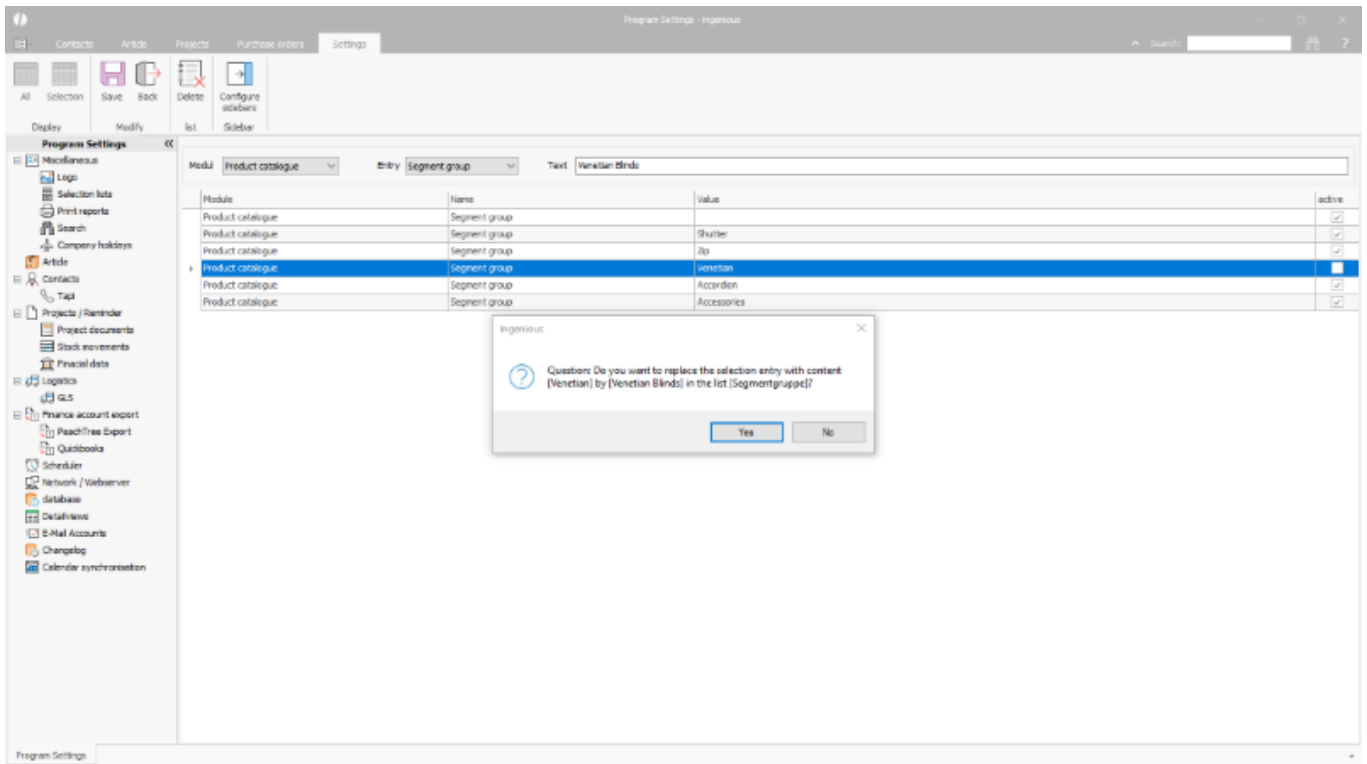 Program Settings - ingenious
Contacts Article Projects Purchase orders Settings Search: ?
All Selection Save Back Delete Configure sidebars
Display Modify list Sidebar
Program Settings «
Modul Product catalogue Entry Segment group Text Venetian Blinds
Miscellaneous
Logo
Selection lists
Print reports
Search
Company holidays
Article
Contacts
Tapi
Projects / Reminder
Project documents
Stock movements
Finaciel data
Logistics
GLS
Finance account export
PeachTree Export
Quickbooks
Scheduler
Network / Webserver
database
Detailviews
E-Mail Accounts
Changelog
Calendar synchronisation
Module Name Value active
Product catalogue Segment group
Product catalogue Segment group Shutter
Product catalogue Segment group Zip
Product catalogue Segment group Venetian
Product catalogue Segment group Accordion
Product catalogue Segment group Accessories
ingenious
Question: Do you want to replace the selection entry with content
[Venetian] by [Venetian Blinds] in the list [Segmentgruppe]?
Yes No
Program Settings